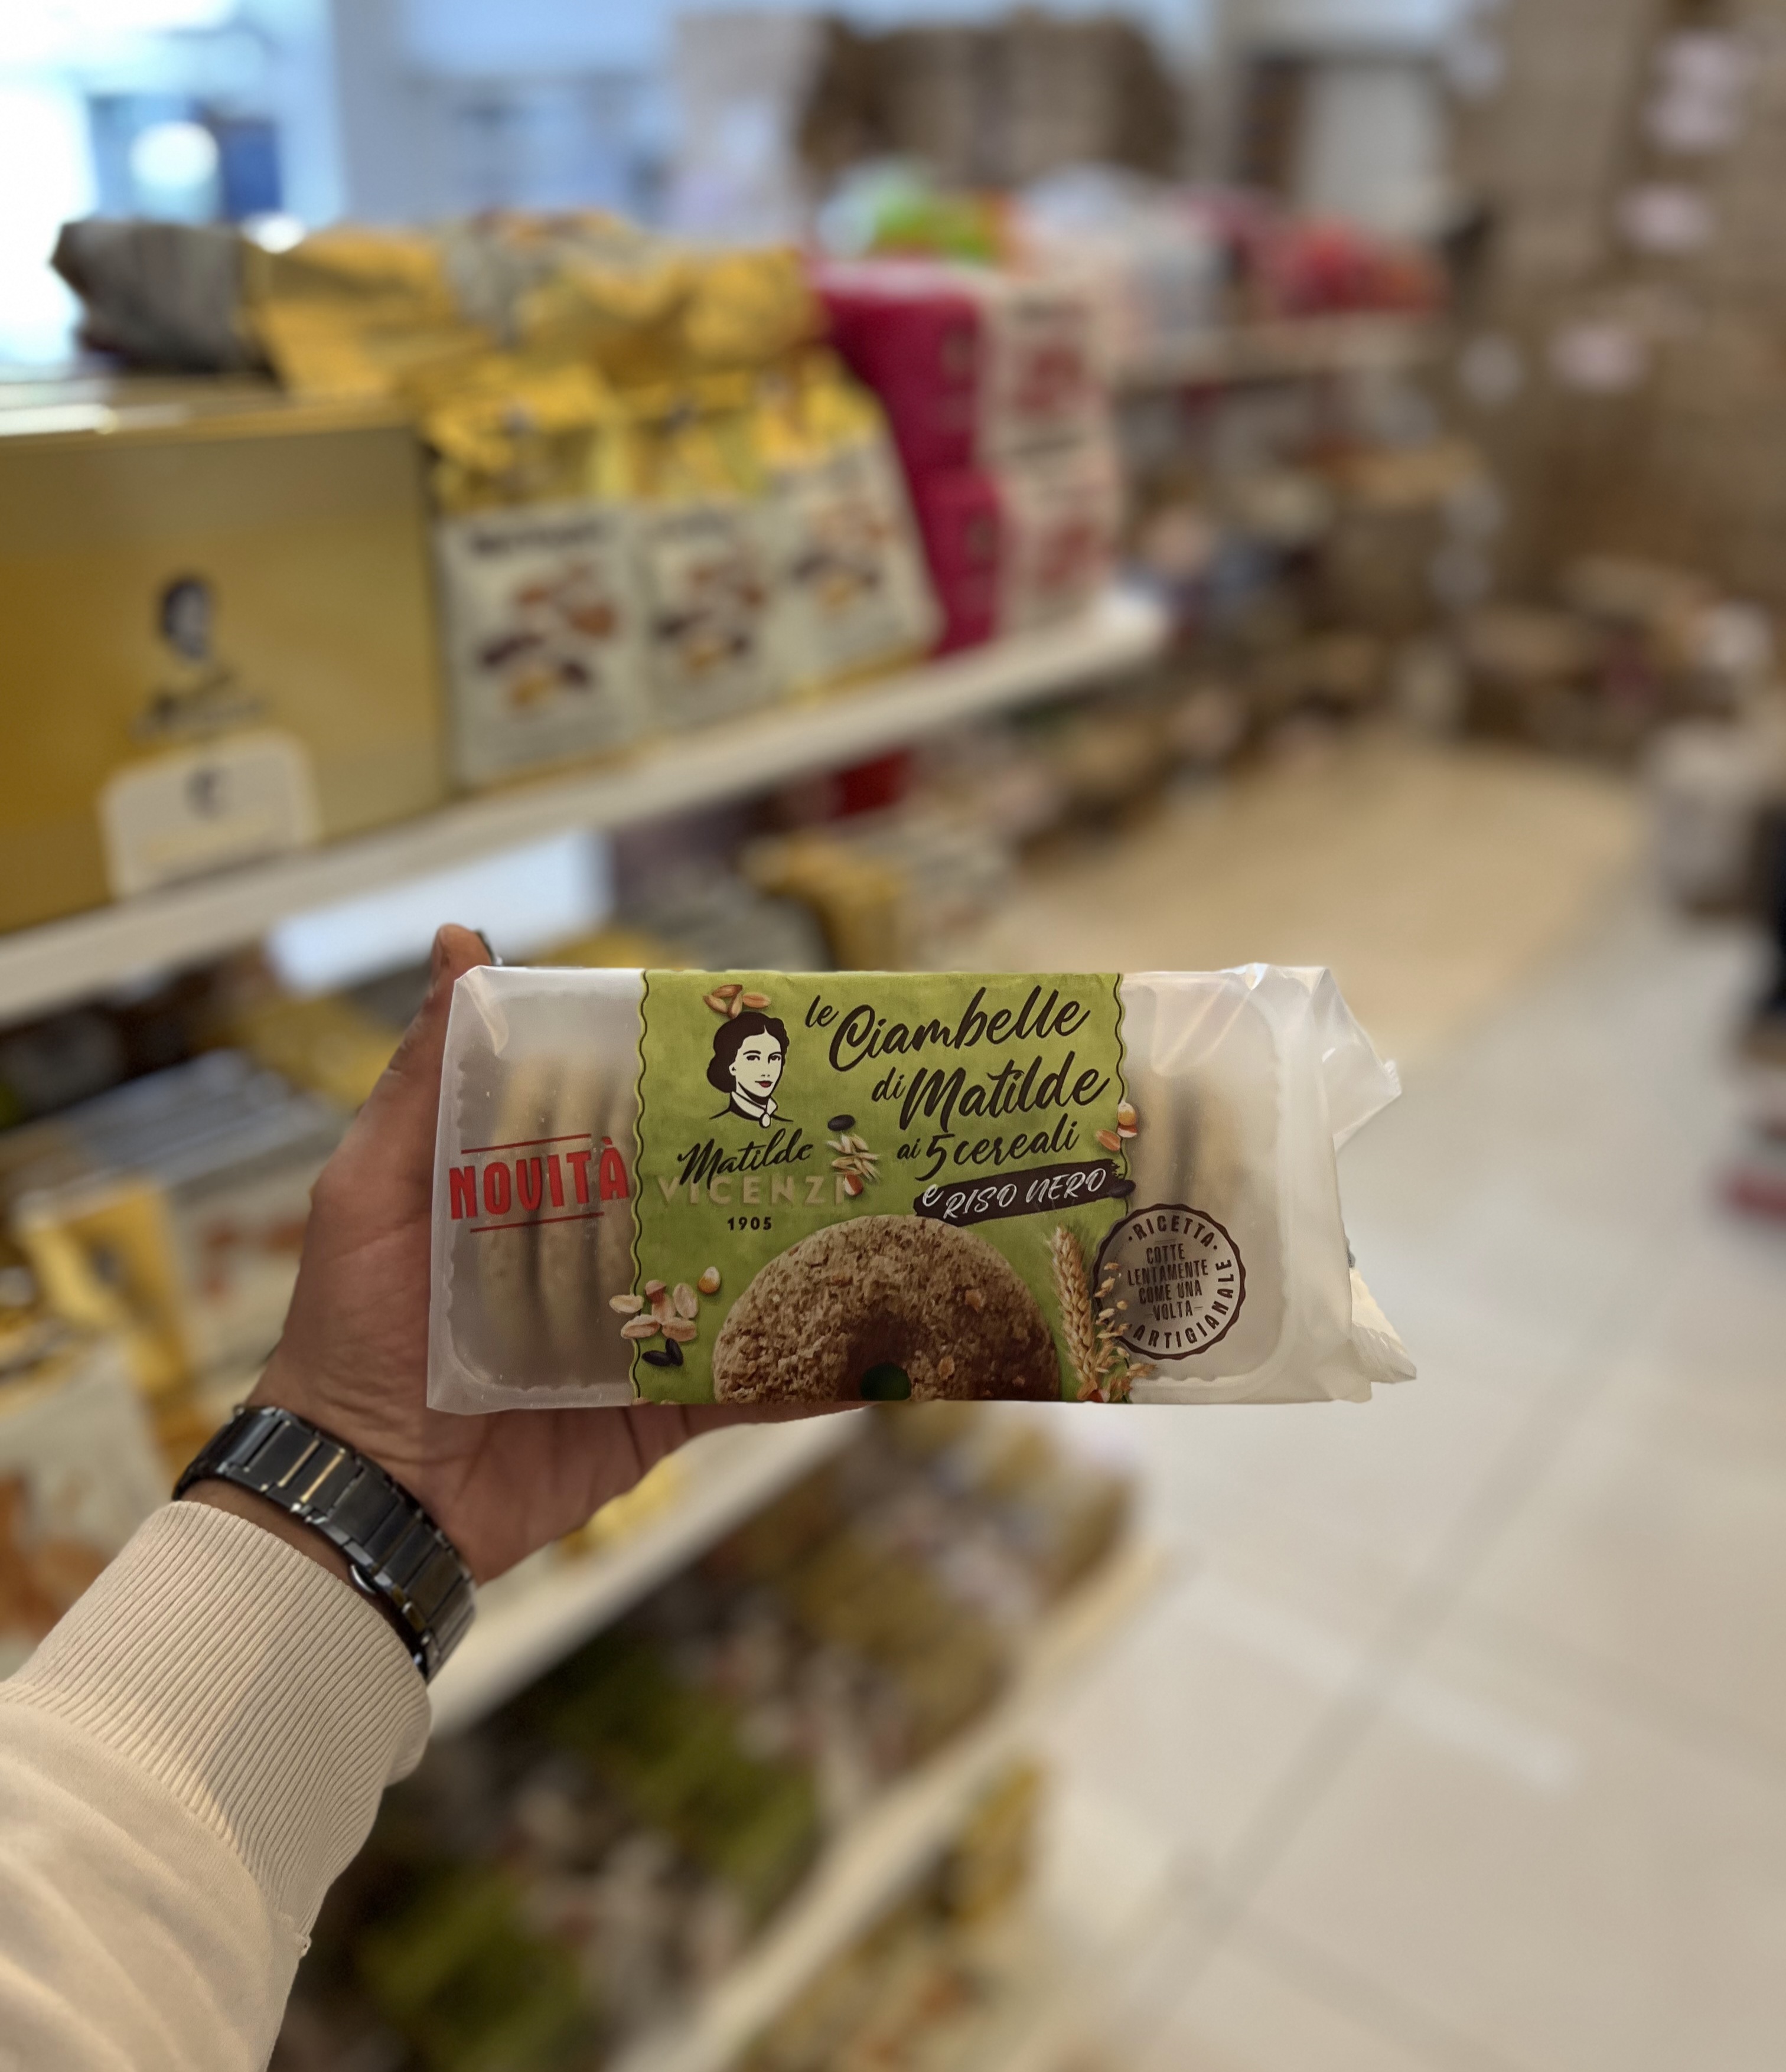 NOVITÀ
Matilde
VICENZI
1905
le Ciambelle
di Matilde
ai 5 cereali
e RISO NERO
RICETTA
COTTE
LENTAMENTE
COME UNA
VOLTA
ARTIGIANALE